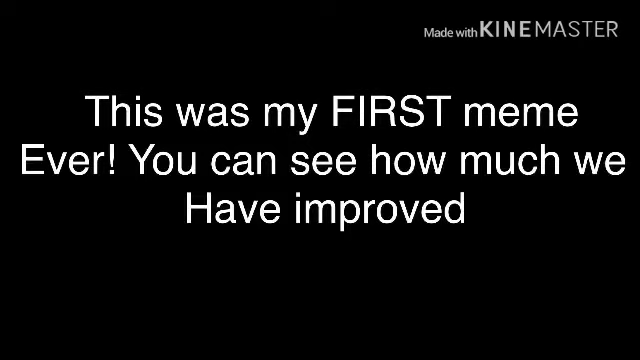 Made with KINEMASTER
This was my FIRST meme
Ever! You can see how much we
Have improved